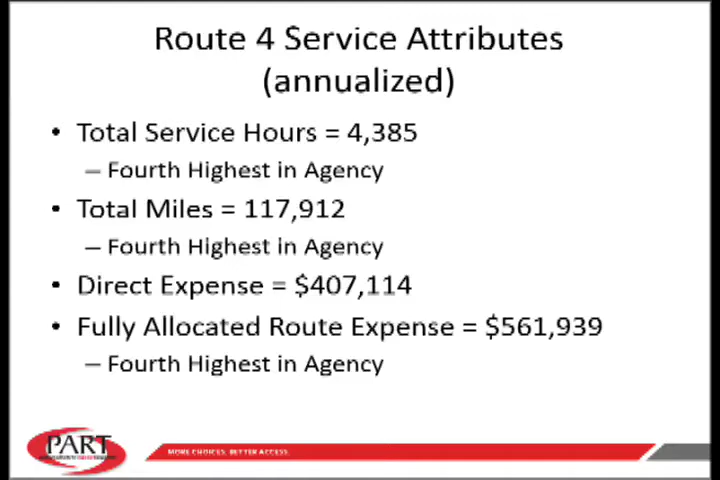 Route 4 Service Attributes
(annualized)
• Total Service Hours = 4,385
– Fourth Highest in Agency
• Total Miles = 117,912
– Fourth Highest in Agency
• Direct Expense = $407,114
• Fully Allocated Route Expense = $561,939
– Fourth Highest in Agency
PART
MORE CHOICES. BETTER ACCESS.